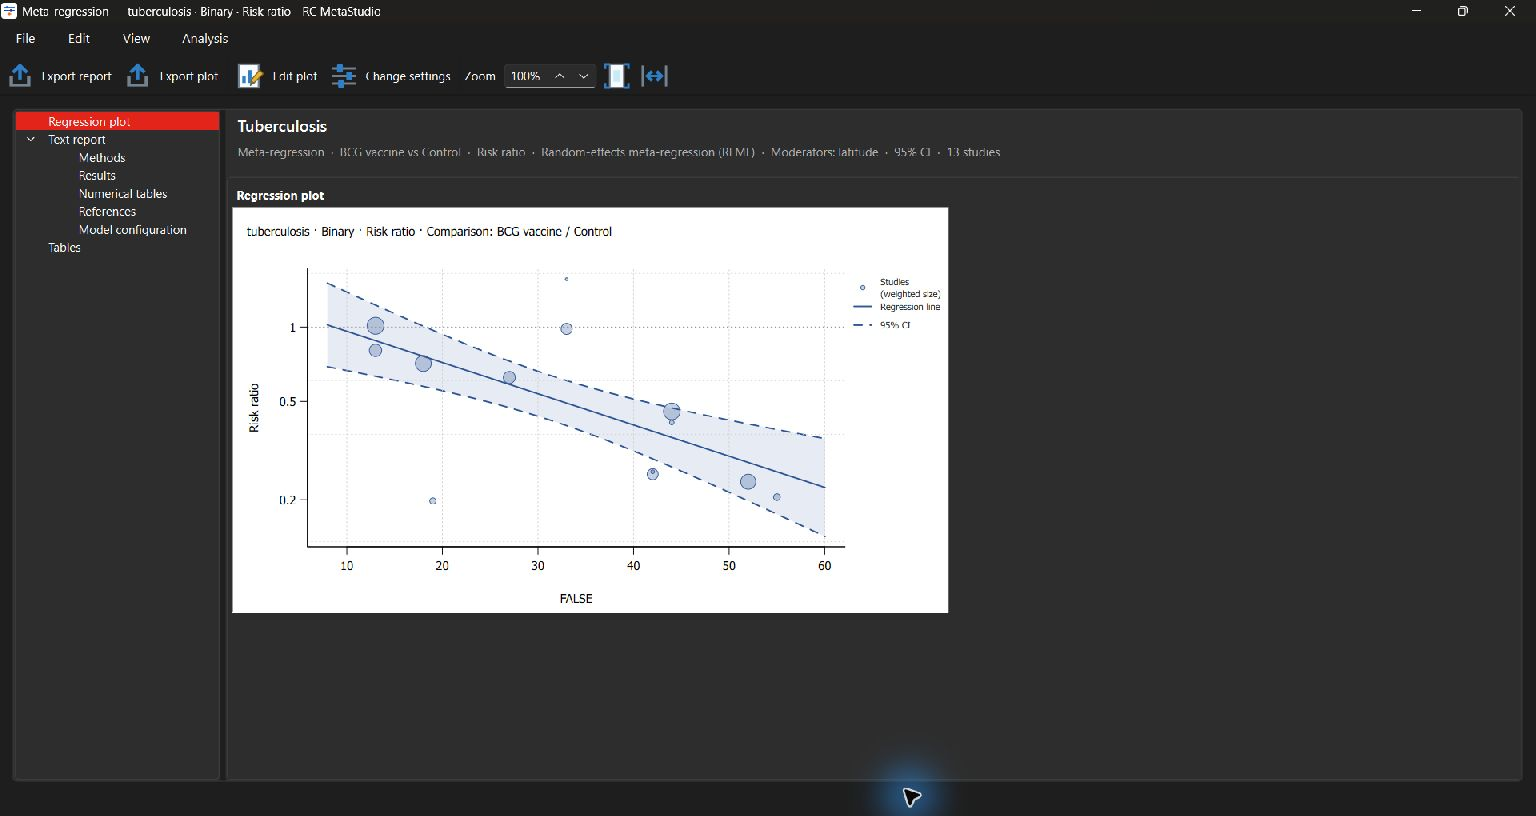 Meta-regression — tuberculosis · Binary · Risk ratio — RC MetaStudio
File Edit View Analysis
Export report Export plot Edit plot Change settings Zoom 100%
Regression plot
Text report
Methods
Results
Numerical tables
References
Model configuration
Tables
Tuberculosis
Meta-regression · BCG vaccine vs Control · Risk ratio · Random-effects meta-regression (REML) · Moderators: latitude · 95% CI · 13 studies
Regression plot
tuberculosis · Binary · Risk ratio · Comparison: BCG vaccine / Control
Studies
(weighted size)
Regression line
95% CI
1
0.5
0.2
Risk ratio
10 20 30 40 50 60
FALSE